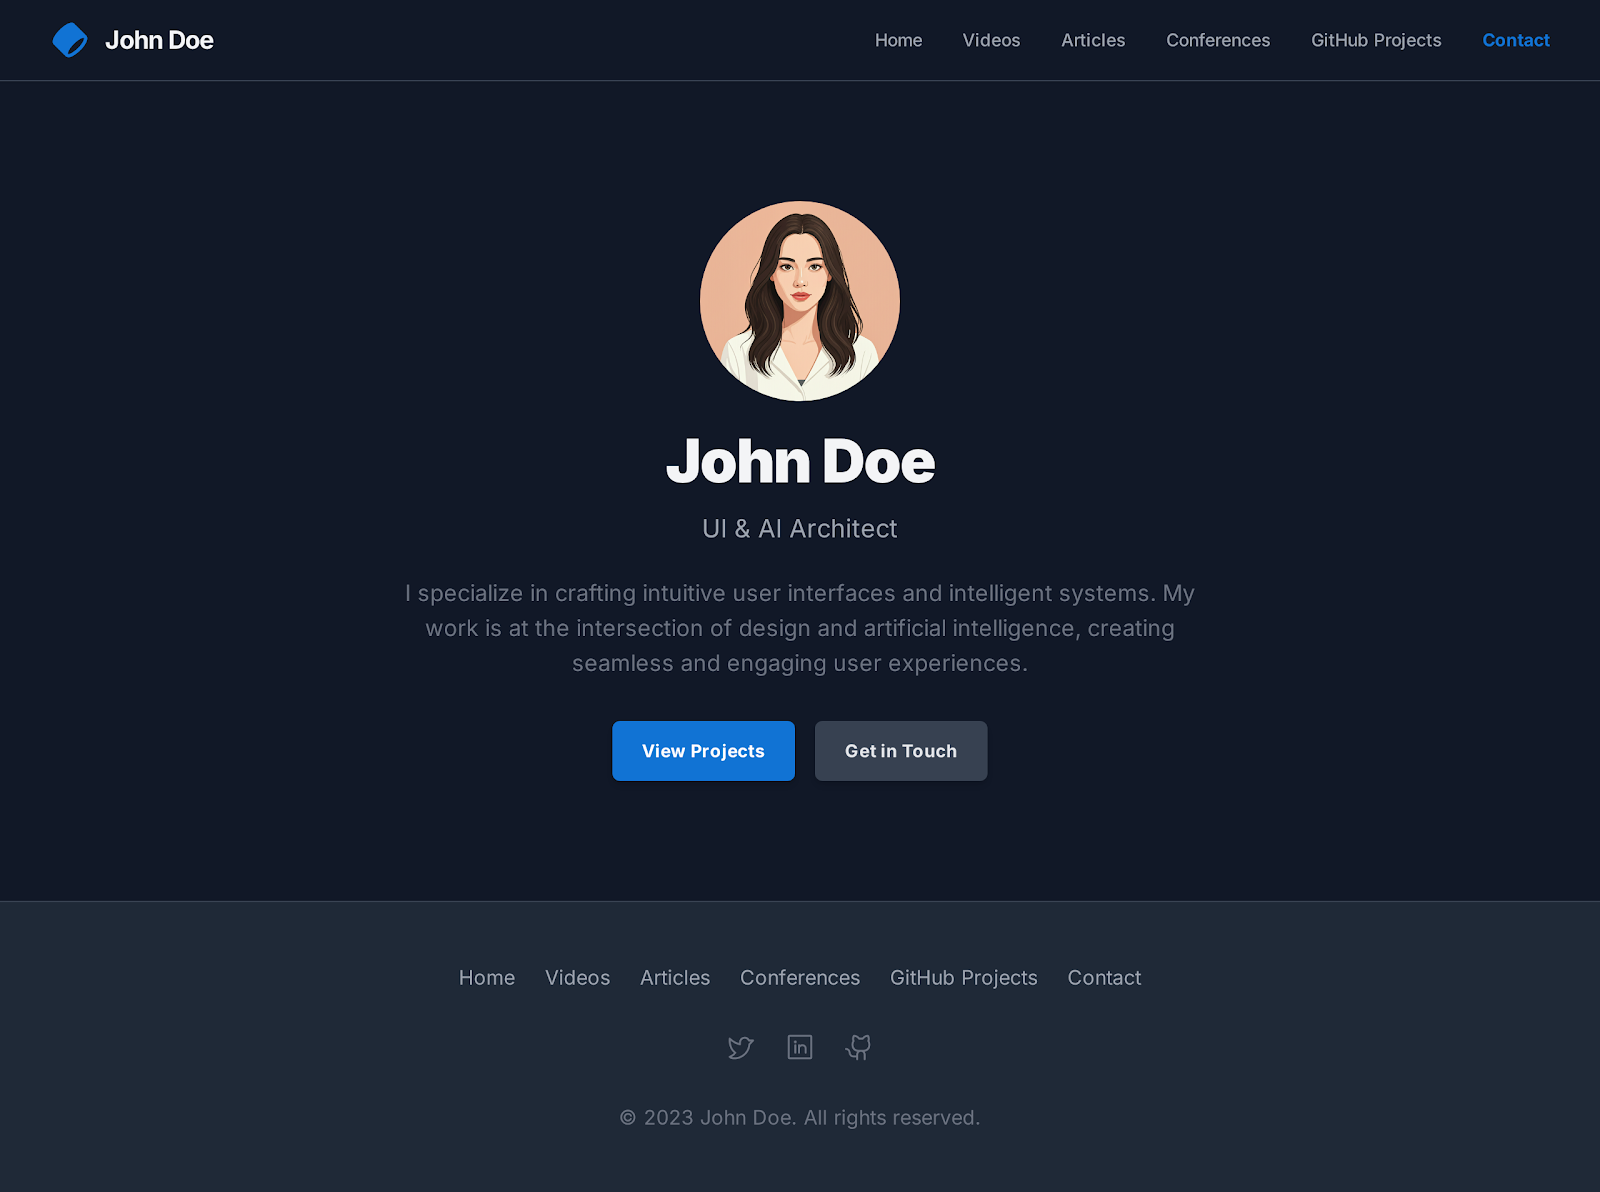 John Doe
Home Videos Articles Conferences GitHub Projects Contact
John Doe
UI & AI Architect
I specialize in crafting intuitive user interfaces and intelligent systems. My
work is at the intersection of design and artificial intelligence, creating
seamless and engaging user experiences.
View Projects Get in Touch
Home Videos Articles Conferences GitHub Projects Contact
in
© 2023 John Doe. All rights reserved.